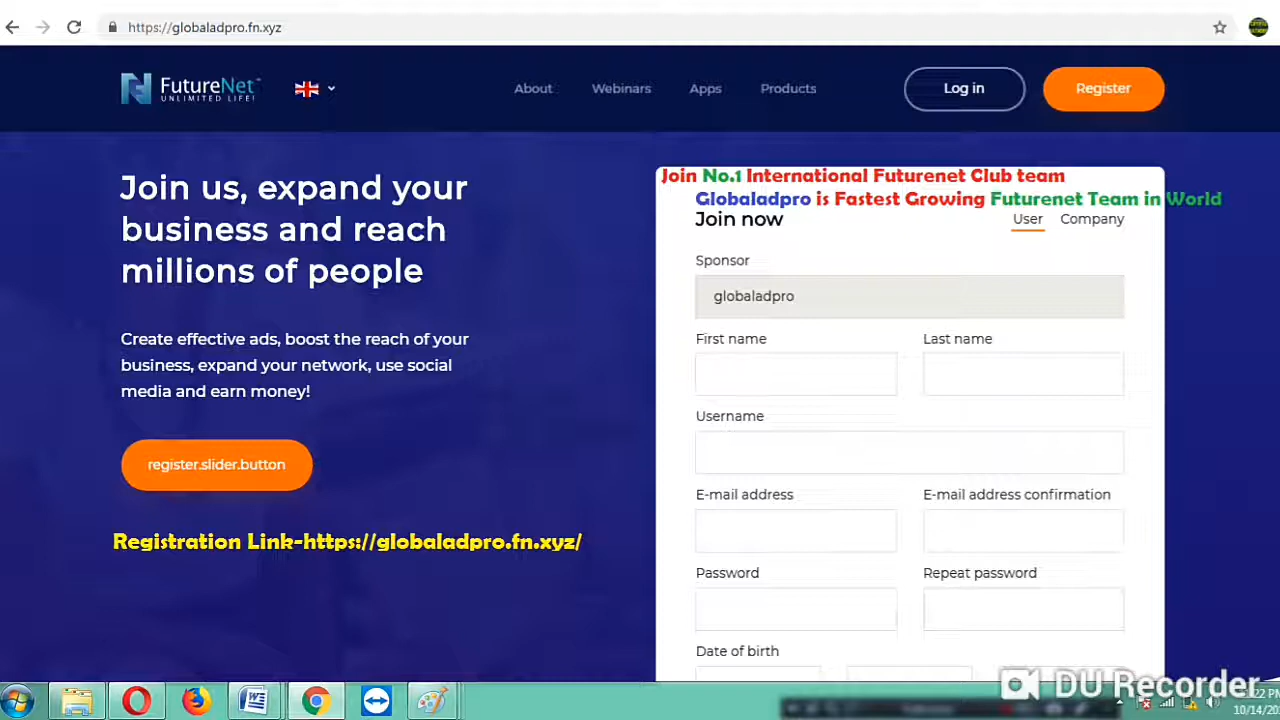 https://globaladpro.fn.xyz
FutureNet
UNLIMITED LIFE!
About
Webinars
Apps
Products
Log in
Register
Join us, expand your
business and reach
millions of people
Create effective ads, boost the reach of your
business, expand your network, use social
media and earn money!
register.slider.button
Registration Link-https://globaladpro.fn.xyz/
Join No.1 International Futurenet Club team
Globaladpro is Fastest Growing Futurenet Team in World
Join now
User
Company
Sponsor
globaladpro
First name
Last name
Username
E-mail address
E-mail address confirmation
Password
Repeat password
Date of birth
DU Recorder